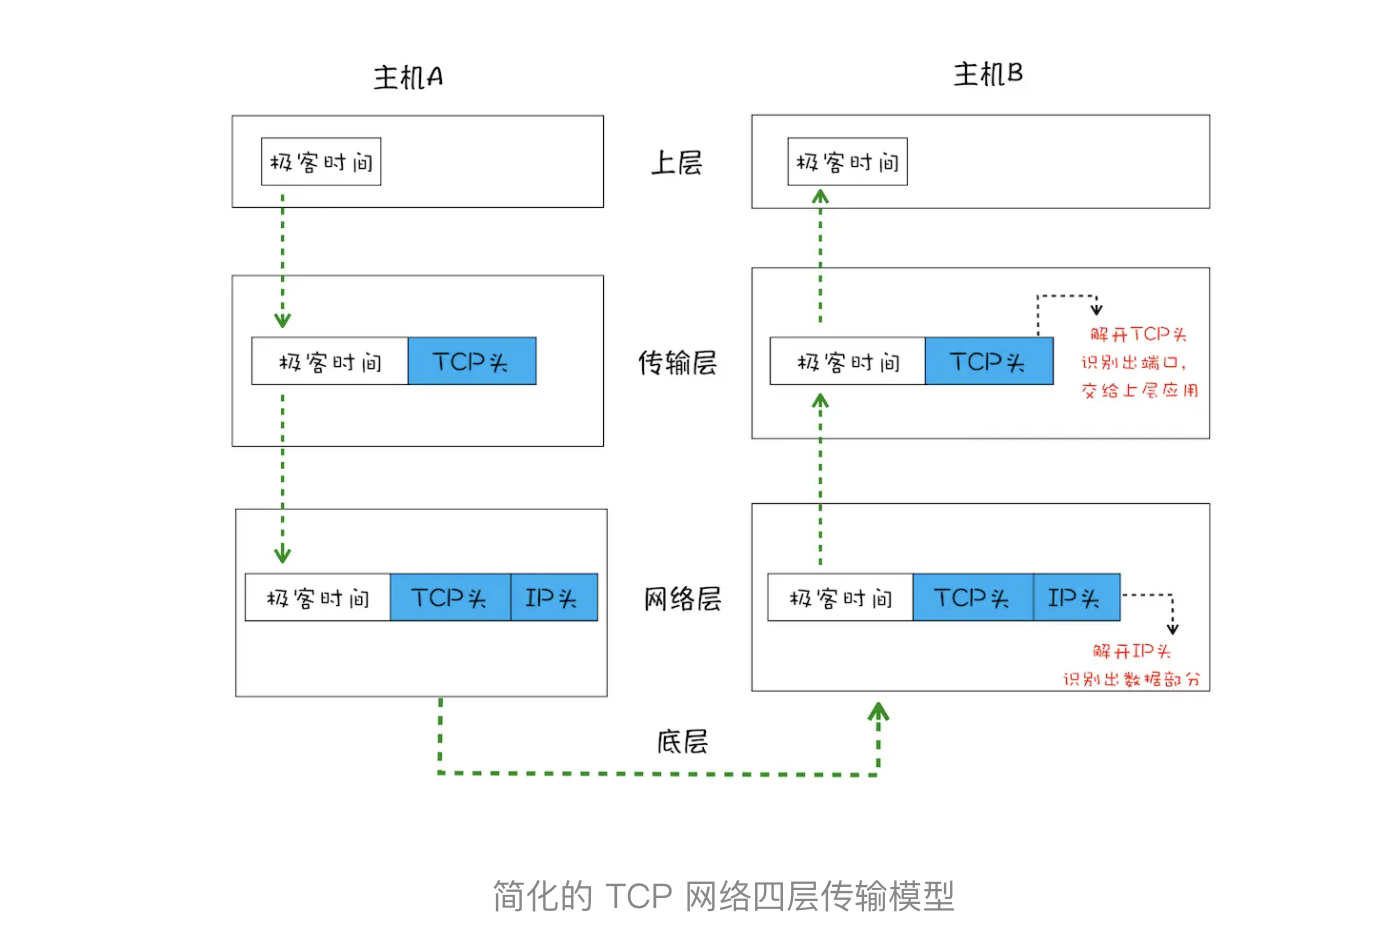 主机A
主机B
极客时间
上层
极客时间
极客时间
TCP头
传输层
极客时间
TCP头
解开TCP头
识别出端口,
交给上层应用
极客时间
TCP头
IP头
网络层
极客时间
TCP头
IP头
解开IP头
识别出数据部分
底层
简化的 TCP 网络四层传输模型